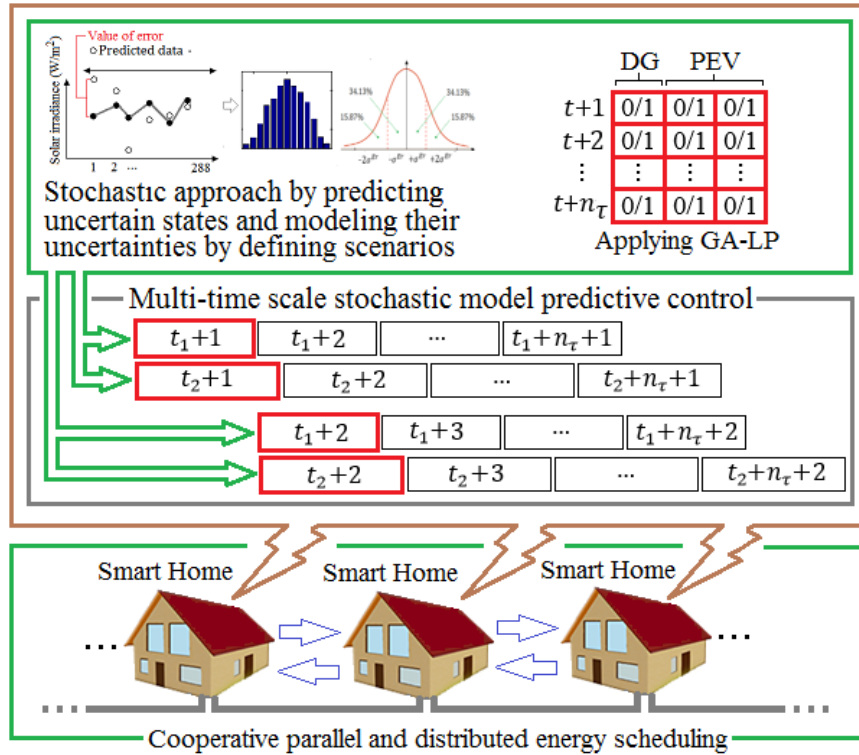 Value of error
Predicted data
Solar irradiance (W/m²)
1 2 ... 288
34.13% 34.13%
15.87% 15.87%
DG PEV
t+1 0/1 0/1 0/1
t+2 0/1 0/1 0/1
⋮ ⋮ ⋮ ⋮
t+n_τ 0/1 0/1 0/1
Applying GA-LP
Stochastic approach by predicting
uncertain states and modeling their
uncertainties by defining scenarios
Multi-time scale stochastic model predictive control
t₁+1 t₁+2 ... t₁+n_τ+1
t₂+1 t₂+2 ... t₂+n_τ+1
t₁+2 t₁+3 ... t₁+n_τ+2
t₂+2 t₂+3 ... t₂+n_τ+2
Smart Home Smart Home Smart Home
... ...
... ...
Cooperative parallel and distributed energy scheduling